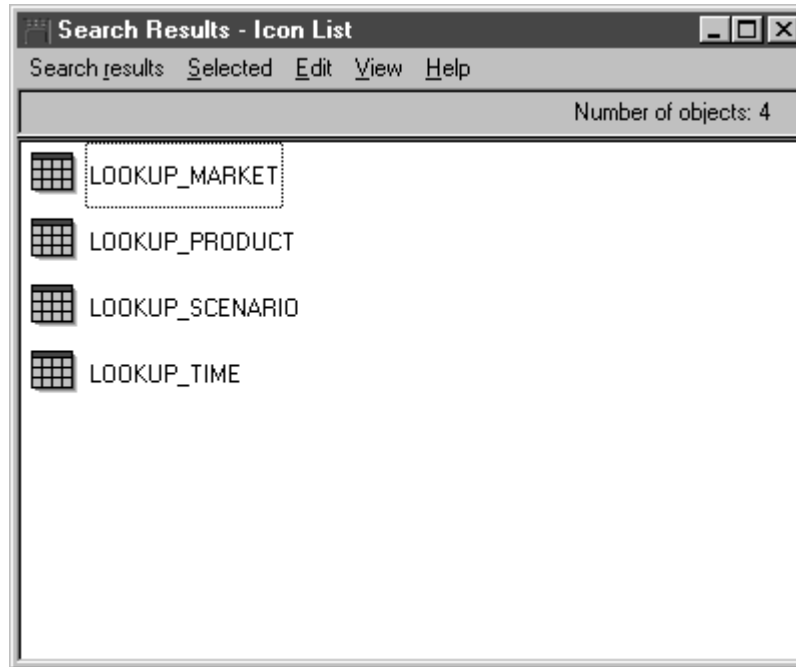 Search Results - Icon List
Search results Selected Edit View Help
Number of objects: 4
LOOKUP_MARKET
LOOKUP_PRODUCT
LOOKUP_SCENARIO
LOOKUP_TIME